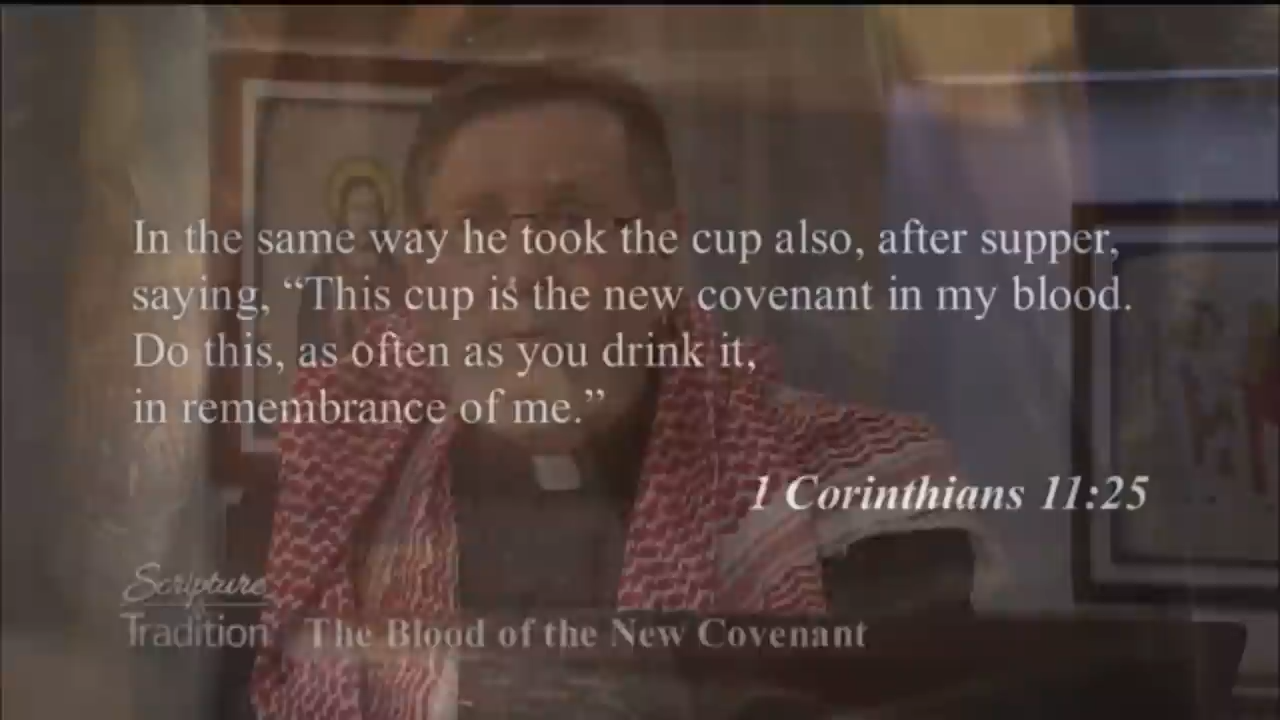 In the same way he took the cup also, after supper,
saying, “This cup is the new covenant in my blood.
Do this, as often as you drink it,
in remembrance of me.”
1 Corinthians 11:25
Scripture
Tradition
The Blood of the New Covenant